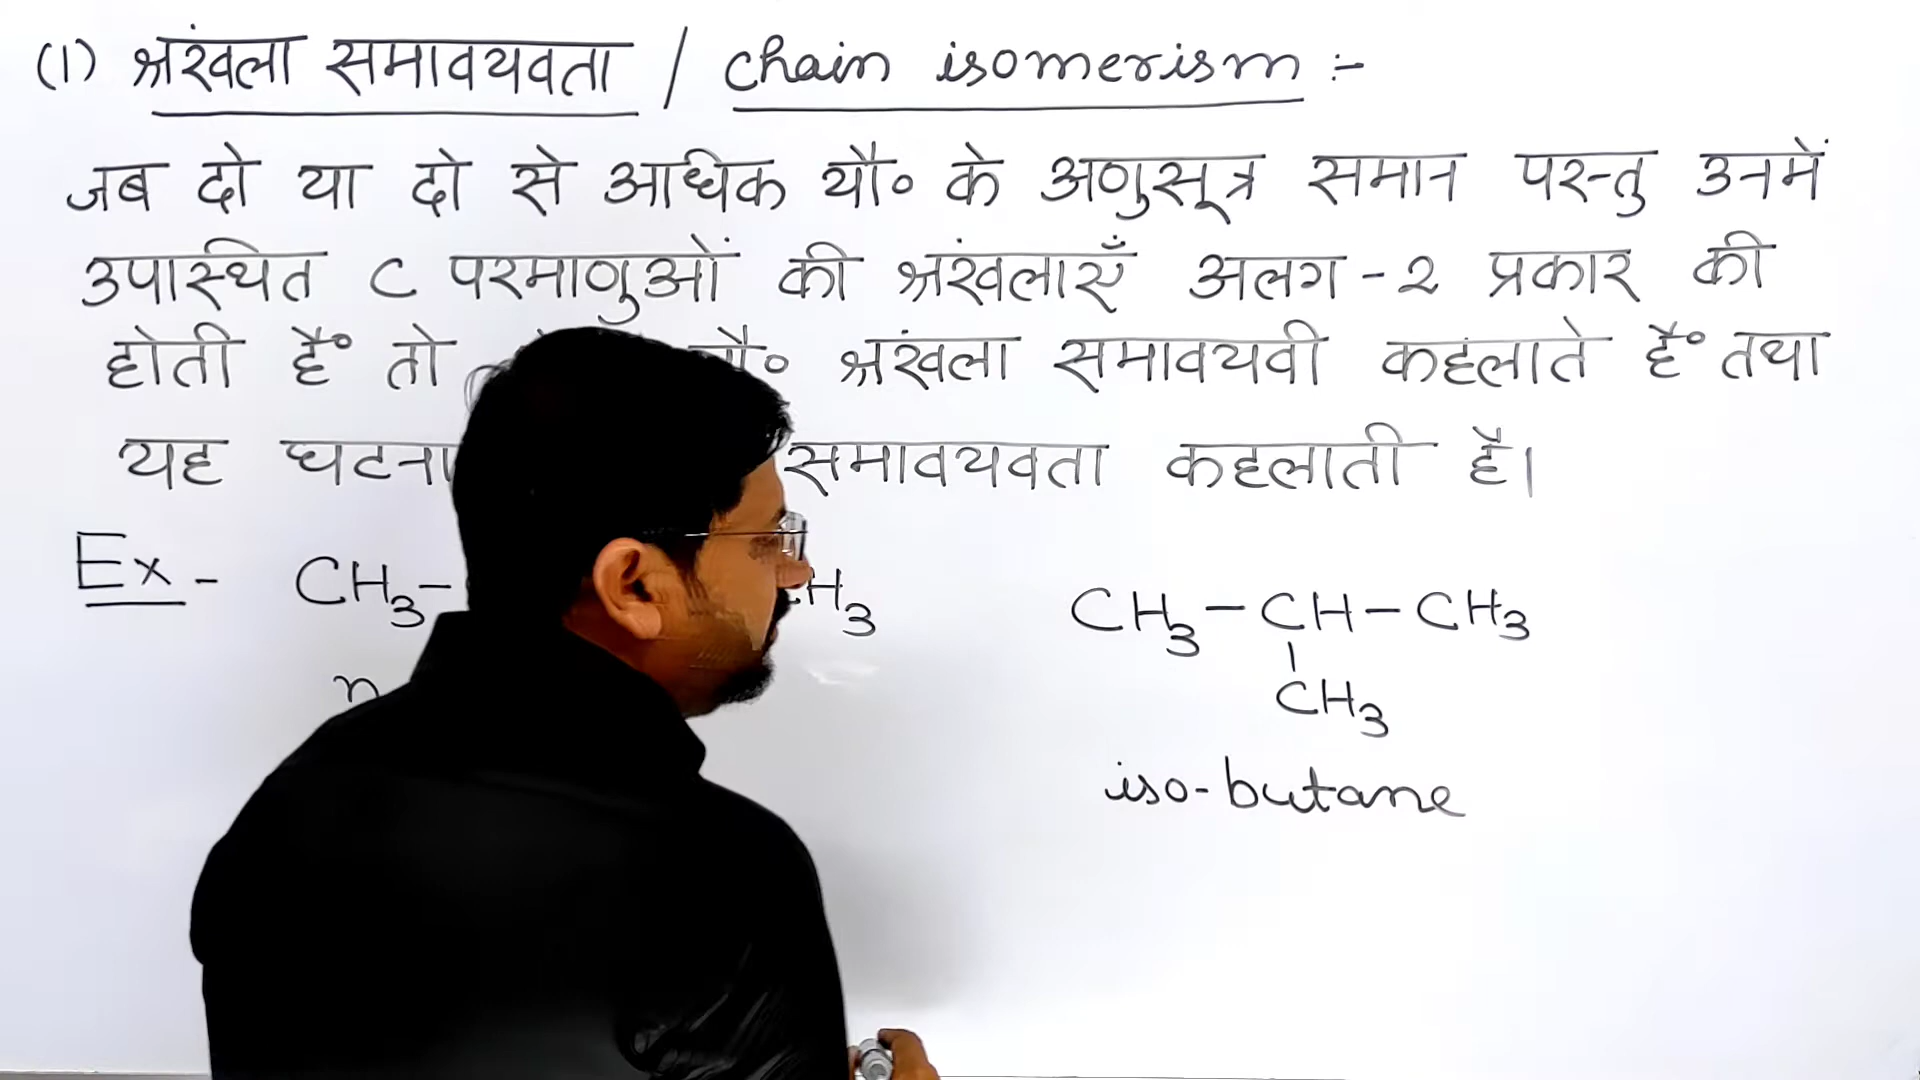 (1) श्रंखला समावयवता / chain isomerism :-
जब दो या दो से अधिक यौ० के अणुसूत्र समान परन्तु उनमें
उपस्थित C परमाणुओं की श्रंखलाएँ अलग - २ प्रकार की
होती हैं तो यौ० श्रंखला समावयवी कहलाते हैं तथा
यह घटना समावयवता कहलाती है।
Ex - CH3 - CH3 CH3 - CH - CH3
CH3
n
iso-butane